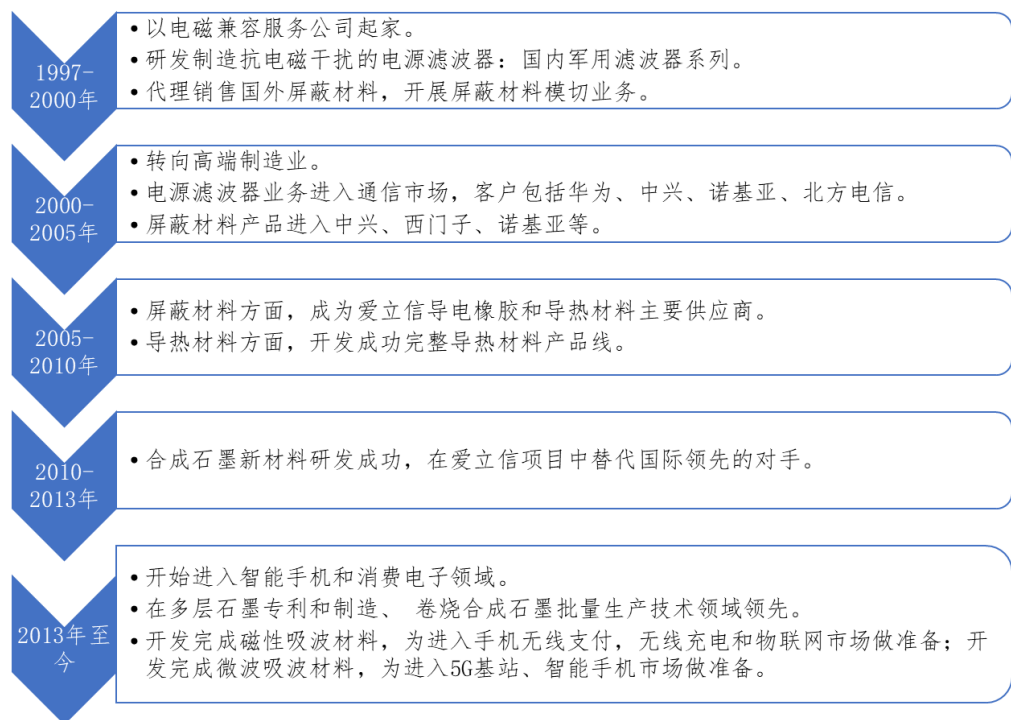 1997-
2000年
• 以电磁兼容服务公司起家。
• 研发制造抗电磁干扰的电源滤波器：国内军用滤波器系列。
• 代理销售国外屏蔽材料，开展屏蔽材料模切业务。
2000-
2005年
• 转向高端制造业。
• 电源滤波器业务进入通信市场，客户包括华为、中兴、诺基亚、北方电信。
• 屏蔽材料产品进入中兴、西门子、诺基亚等。
2005-
2010年
• 屏蔽材料方面，成为爱立信导电橡胶和导热材料主要供应商。
• 导热材料方面，开发成功完整导热材料产品线。
2010-
2013年
• 合成石墨新材料研发成功，在爱立信项目中替代国际领先的对手。
2013年至
今
• 开始进入智能手机和消费电子领域。
• 在多层石墨专利和制造、 卷烧合成石墨批量生产技术领域领先。
• 开发完成磁性吸波材料，为进入手机无线支付，无线充电和物联网市场做准备；开
发完成微波吸波材料，为进入5G基站、智能手机市场做准备。